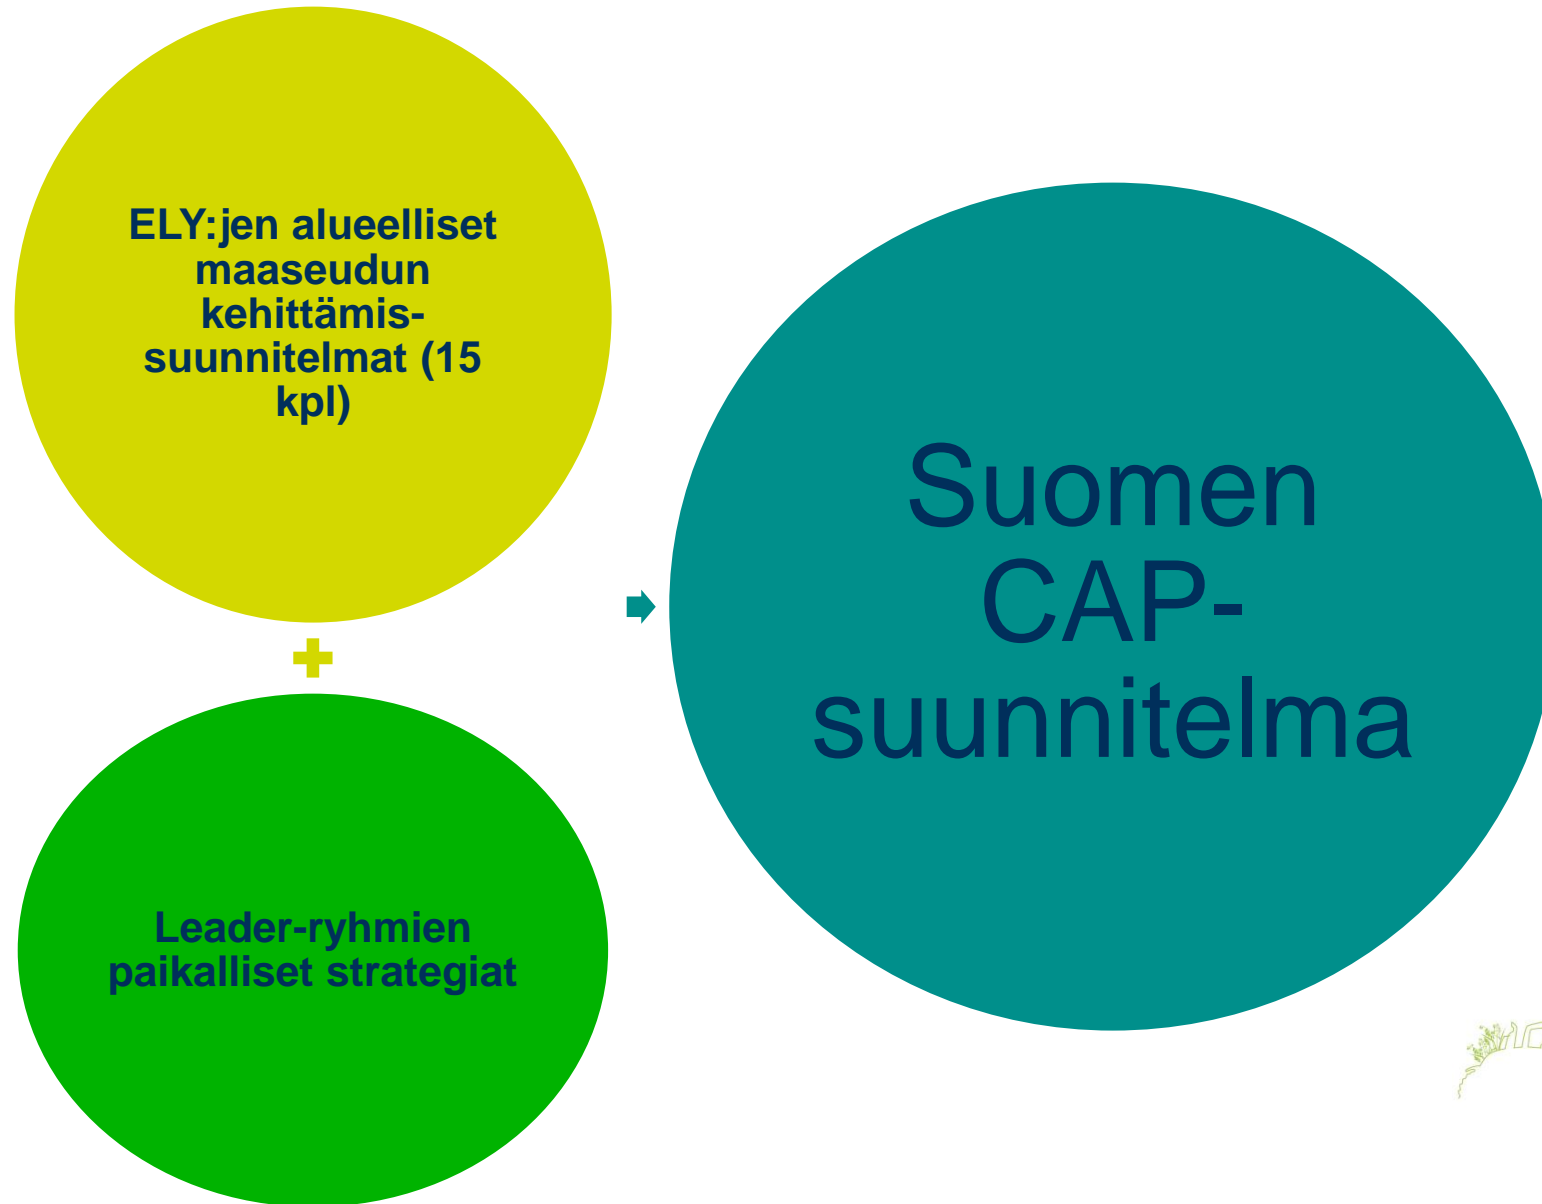 ELY:jen alueelliset
maaseudun
kehittämis-
suunnitelmat (15
kpl)
Leader-ryhmien
paikalliset strategiat
Suomen
CAP-
suunnitelma